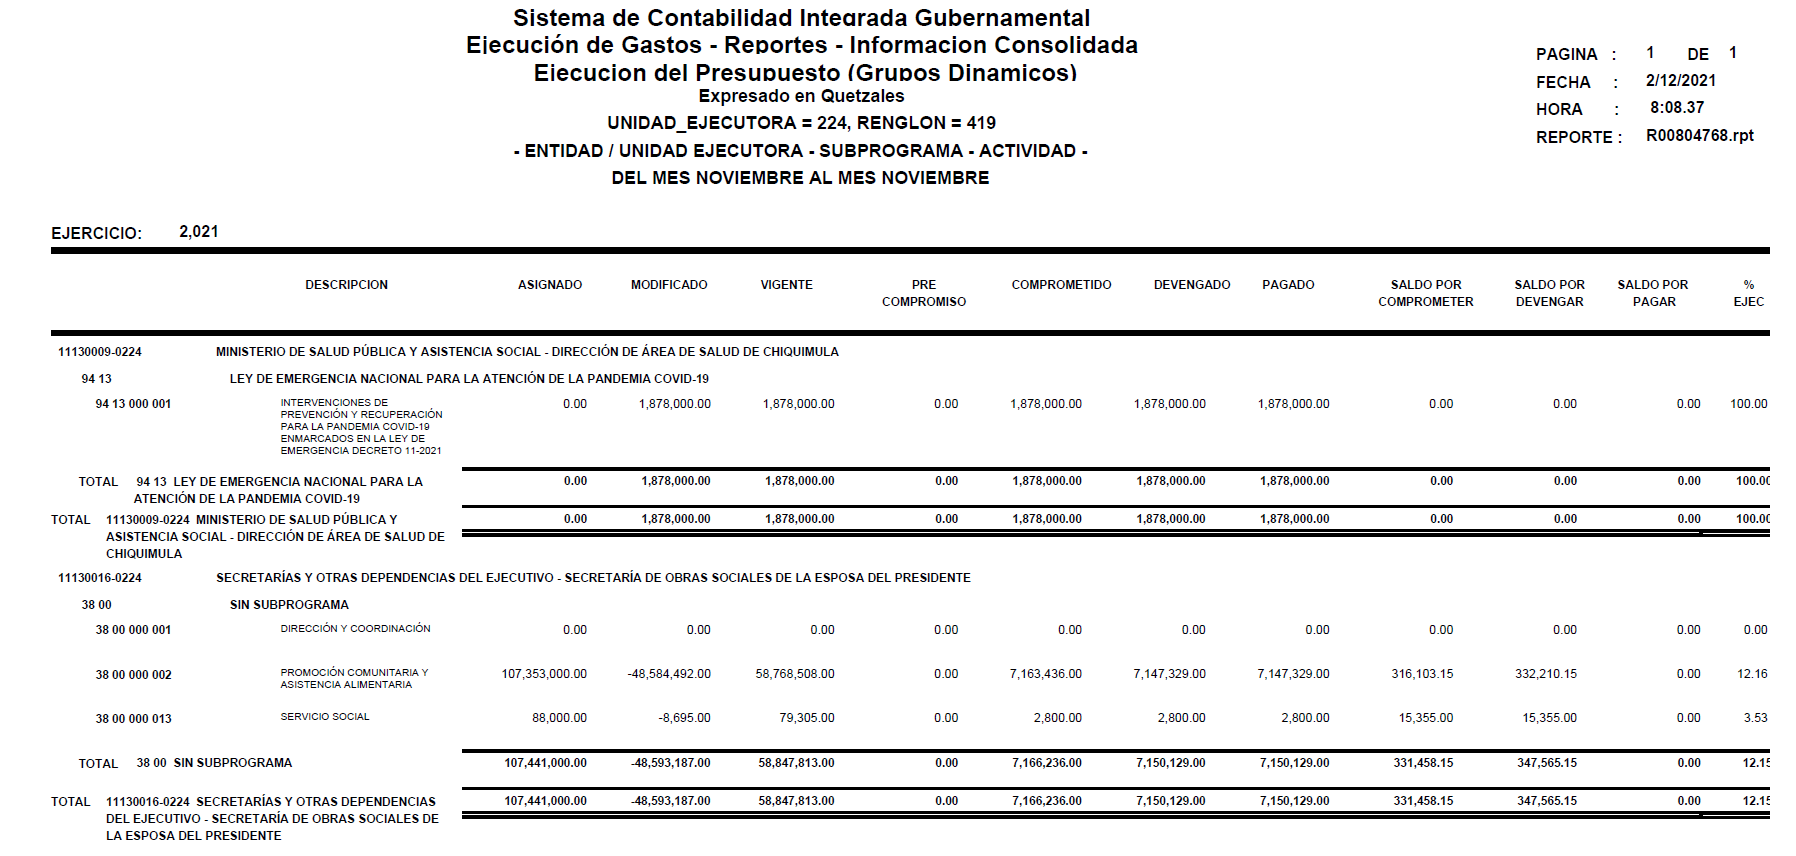 Sistema de Contabilidad Integrada Gubernamental
Ejecución de Gastos - Reportes - Informacion Consolidada
Ejecucion del Presupuesto (Grupos Dinamicos)
Expresado en Quetzales
UNIDAD_EJECUTORA = 224, RENGLON = 419
- ENTIDAD / UNIDAD EJECUTORA - SUBPROGRAMA - ACTIVIDAD -
DEL MES NOVIEMBRE AL MES NOVIEMBRE
PAGINA : 1 DE 1
FECHA : 2/12/2021
HORA : 8:08.37
REPORTE : R00804768.rpt
EJERCICIO: 2,021
DESCRIPCION ASIGNADO MODIFICADO VIGENTE PRE COMPROMETIDO DEVENGADO PAGADO SALDO POR SALDO POR SALDO POR %
COMPROMISO COMPROMETER DEVENGAR PAGAR EJEC
11130009-0224 MINISTERIO DE SALUD PÚBLICA Y ASISTENCIA SOCIAL - DIRECCIÓN DE ÁREA DE SALUD DE CHIQUIMULA
94 13 LEY DE EMERGENCIA NACIONAL PARA LA ATENCIÓN DE LA PANDEMIA COVID-19
94 13 000 001 INTERVENCIONES DE 0.00 1,878,000.00 1,878,000.00 0.00 1,878,000.00 1,878,000.00 1,878,000.00 0.00 0.00 0.00 100.00
PREVENCIÓN Y RECUPERACIÓN
PARA LA PANDEMIA COVID-19
ENMARCADOS EN LA LEY DE
EMERGENCIA DECRETO 11-2021
TOTAL 94 13 LEY DE EMERGENCIA NACIONAL PARA LA 0.00 1,878,000.00 1,878,000.00 0.00 1,878,000.00 1,878,000.00 1,878,000.00 0.00 0.00 0.00 100.00
ATENCIÓN DE LA PANDEMIA COVID-19
TOTAL 11130009-0224 MINISTERIO DE SALUD PÚBLICA Y 0.00 1,878,000.00 1,878,000.00 0.00 1,878,000.00 1,878,000.00 1,878,000.00 0.00 0.00 0.00 100.00
ASISTENCIA SOCIAL - DIRECCIÓN DE ÁREA DE SALUD DE
CHIQUIMULA
11130016-0224 SECRETARÍAS Y OTRAS DEPENDENCIAS DEL EJECUTIVO - SECRETARÍA DE OBRAS SOCIALES DE LA ESPOSA DEL PRESIDENTE
38 00 SIN SUBPROGRAMA
38 00 000 001 DIRECCIÓN Y COORDINACIÓN 0.00 0.00 0.00 0.00 0.00 0.00 0.00 0.00 0.00 0.00 0.00
38 00 000 002 PROMOCIÓN COMUNITARIA Y 107,353,000.00 -48,584,492.00 58,768,508.00 0.00 7,163,436.00 7,147,329.00 7,147,329.00 316,103.15 332,210.15 0.00 12.16
ASISTENCIA ALIMENTARIA
38 00 000 013 SERVICIO SOCIAL 88,000.00 -8,695.00 79,305.00 0.00 2,800.00 2,800.00 2,800.00 15,355.00 15,355.00 0.00 3.53
TOTAL 38 00 SIN SUBPROGRAMA 107,441,000.00 -48,593,187.00 58,847,813.00 0.00 7,166,236.00 7,150,129.00 7,150,129.00 331,458.15 347,565.15 0.00 12.15
TOTAL 11130016-0224 SECRETARÍAS Y OTRAS DEPENDENCIAS 107,441,000.00 -48,593,187.00 58,847,813.00 0.00 7,166,236.00 7,150,129.00 7,150,129.00 331,458.15 347,565.15 0.00 12.15
DEL EJECUTIVO - SECRETARÍA DE OBRAS SOCIALES DE
LA ESPOSA DEL PRESIDENTE